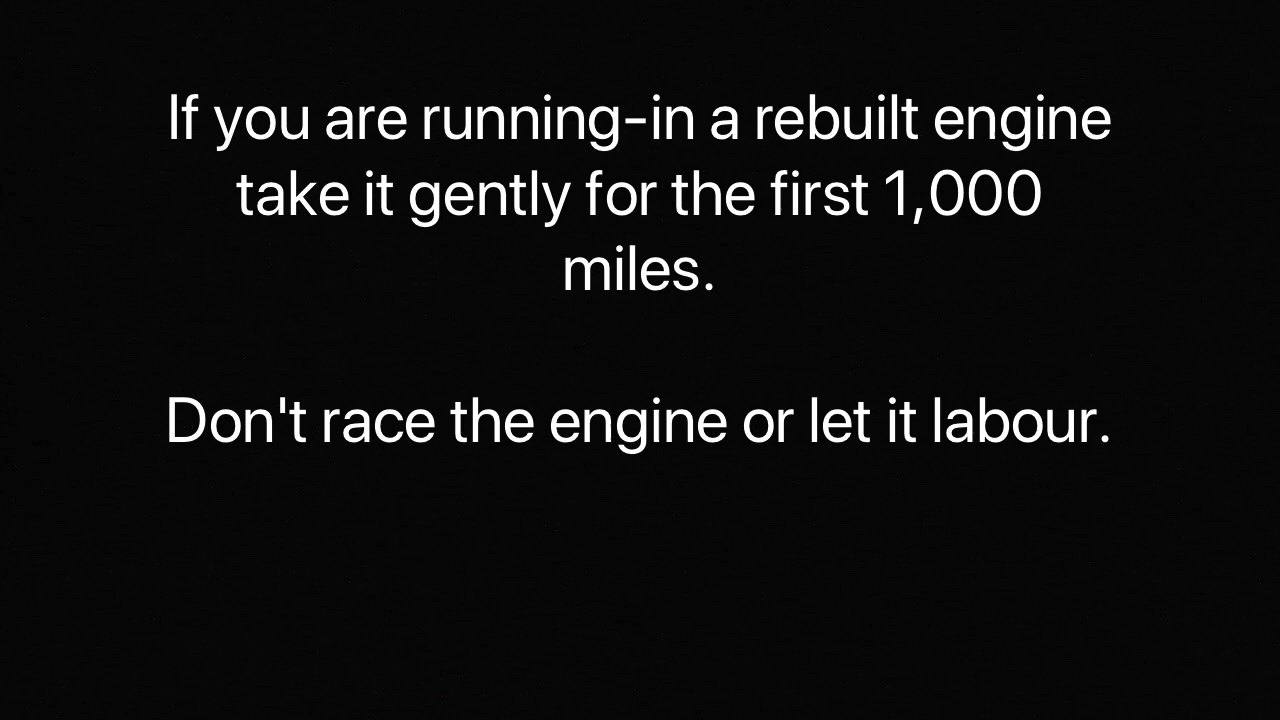 If you are running-in a rebuilt engine
take it gently for the first 1,000
miles.
Don't race the engine or let it labour.